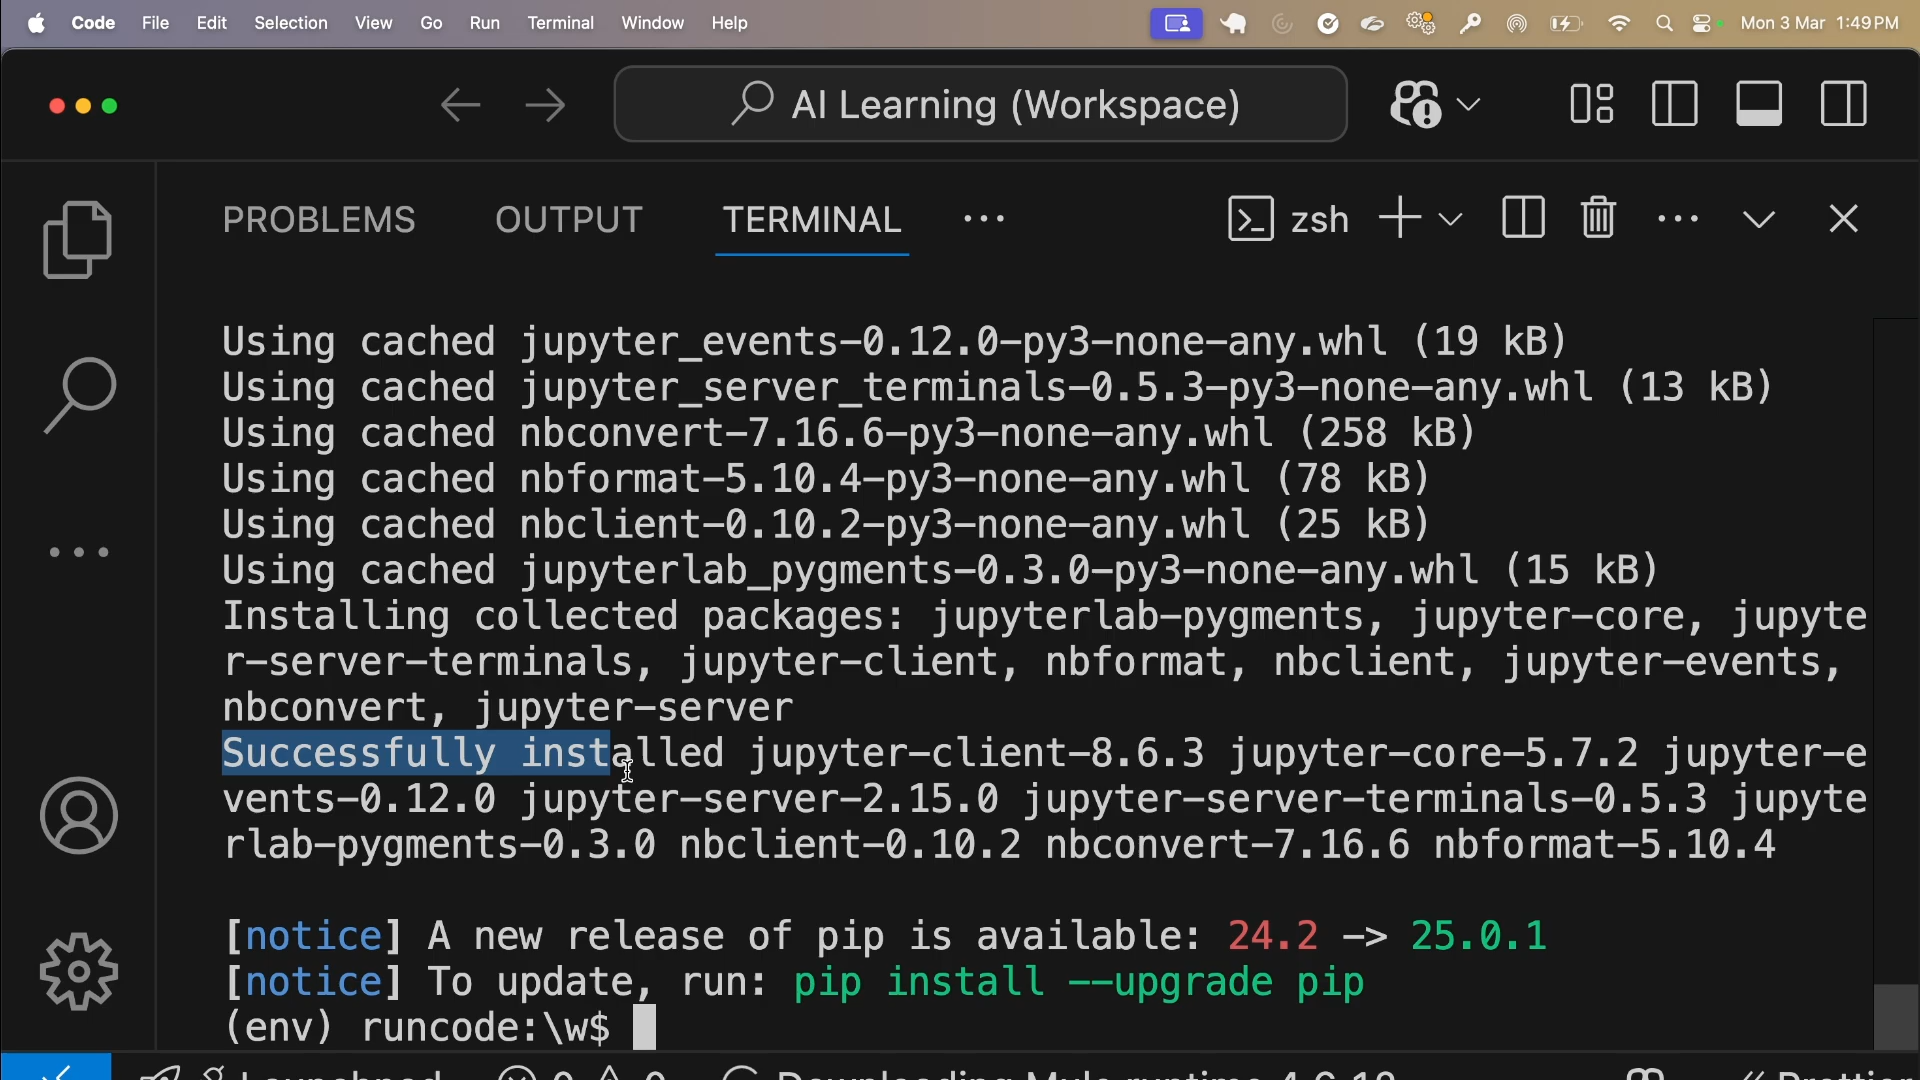 Code File Edit Selection View Go Run Terminal Window Help Mon 3 Mar 1:49 PM
AI Learning (Workspace)
PROBLEMS OUTPUT TERMINAL ... zsh
Using cached jupyter_events-0.12.0-py3-none-any.whl (19 kB)
Using cached jupyter_server_terminals-0.5.3-py3-none-any.whl (13 kB)
Using cached nbconvert-7.16.6-py3-none-any.whl (258 kB)
Using cached nbformat-5.10.4-py3-none-any.whl (78 kB)
Using cached nbclient-0.10.2-py3-none-any.whl (25 kB)
Using cached jupyterlab_pygments-0.3.0-py3-none-any.whl (15 kB)
Installing collected packages: jupyterlab-pygments, jupyter-core, jupyte
r-server-terminals, jupyter-client, nbformat, nbclient, jupyter-events,
nbconvert, jupyter-server
Successfully installed jupyter-client-8.6.3 jupyter-core-5.7.2 jupyter-e
vents-0.12.0 jupyter-server-2.15.0 jupyter-server-terminals-0.5.3 jupyte
rlab-pygments-0.3.0 nbclient-0.10.2 nbconvert-7.16.6 nbformat-5.10.4
[notice] A new release of pip is available: 24.2 -> 25.0.1
[notice] To update, run: pip install --upgrade pip
(env) runcode:\w$